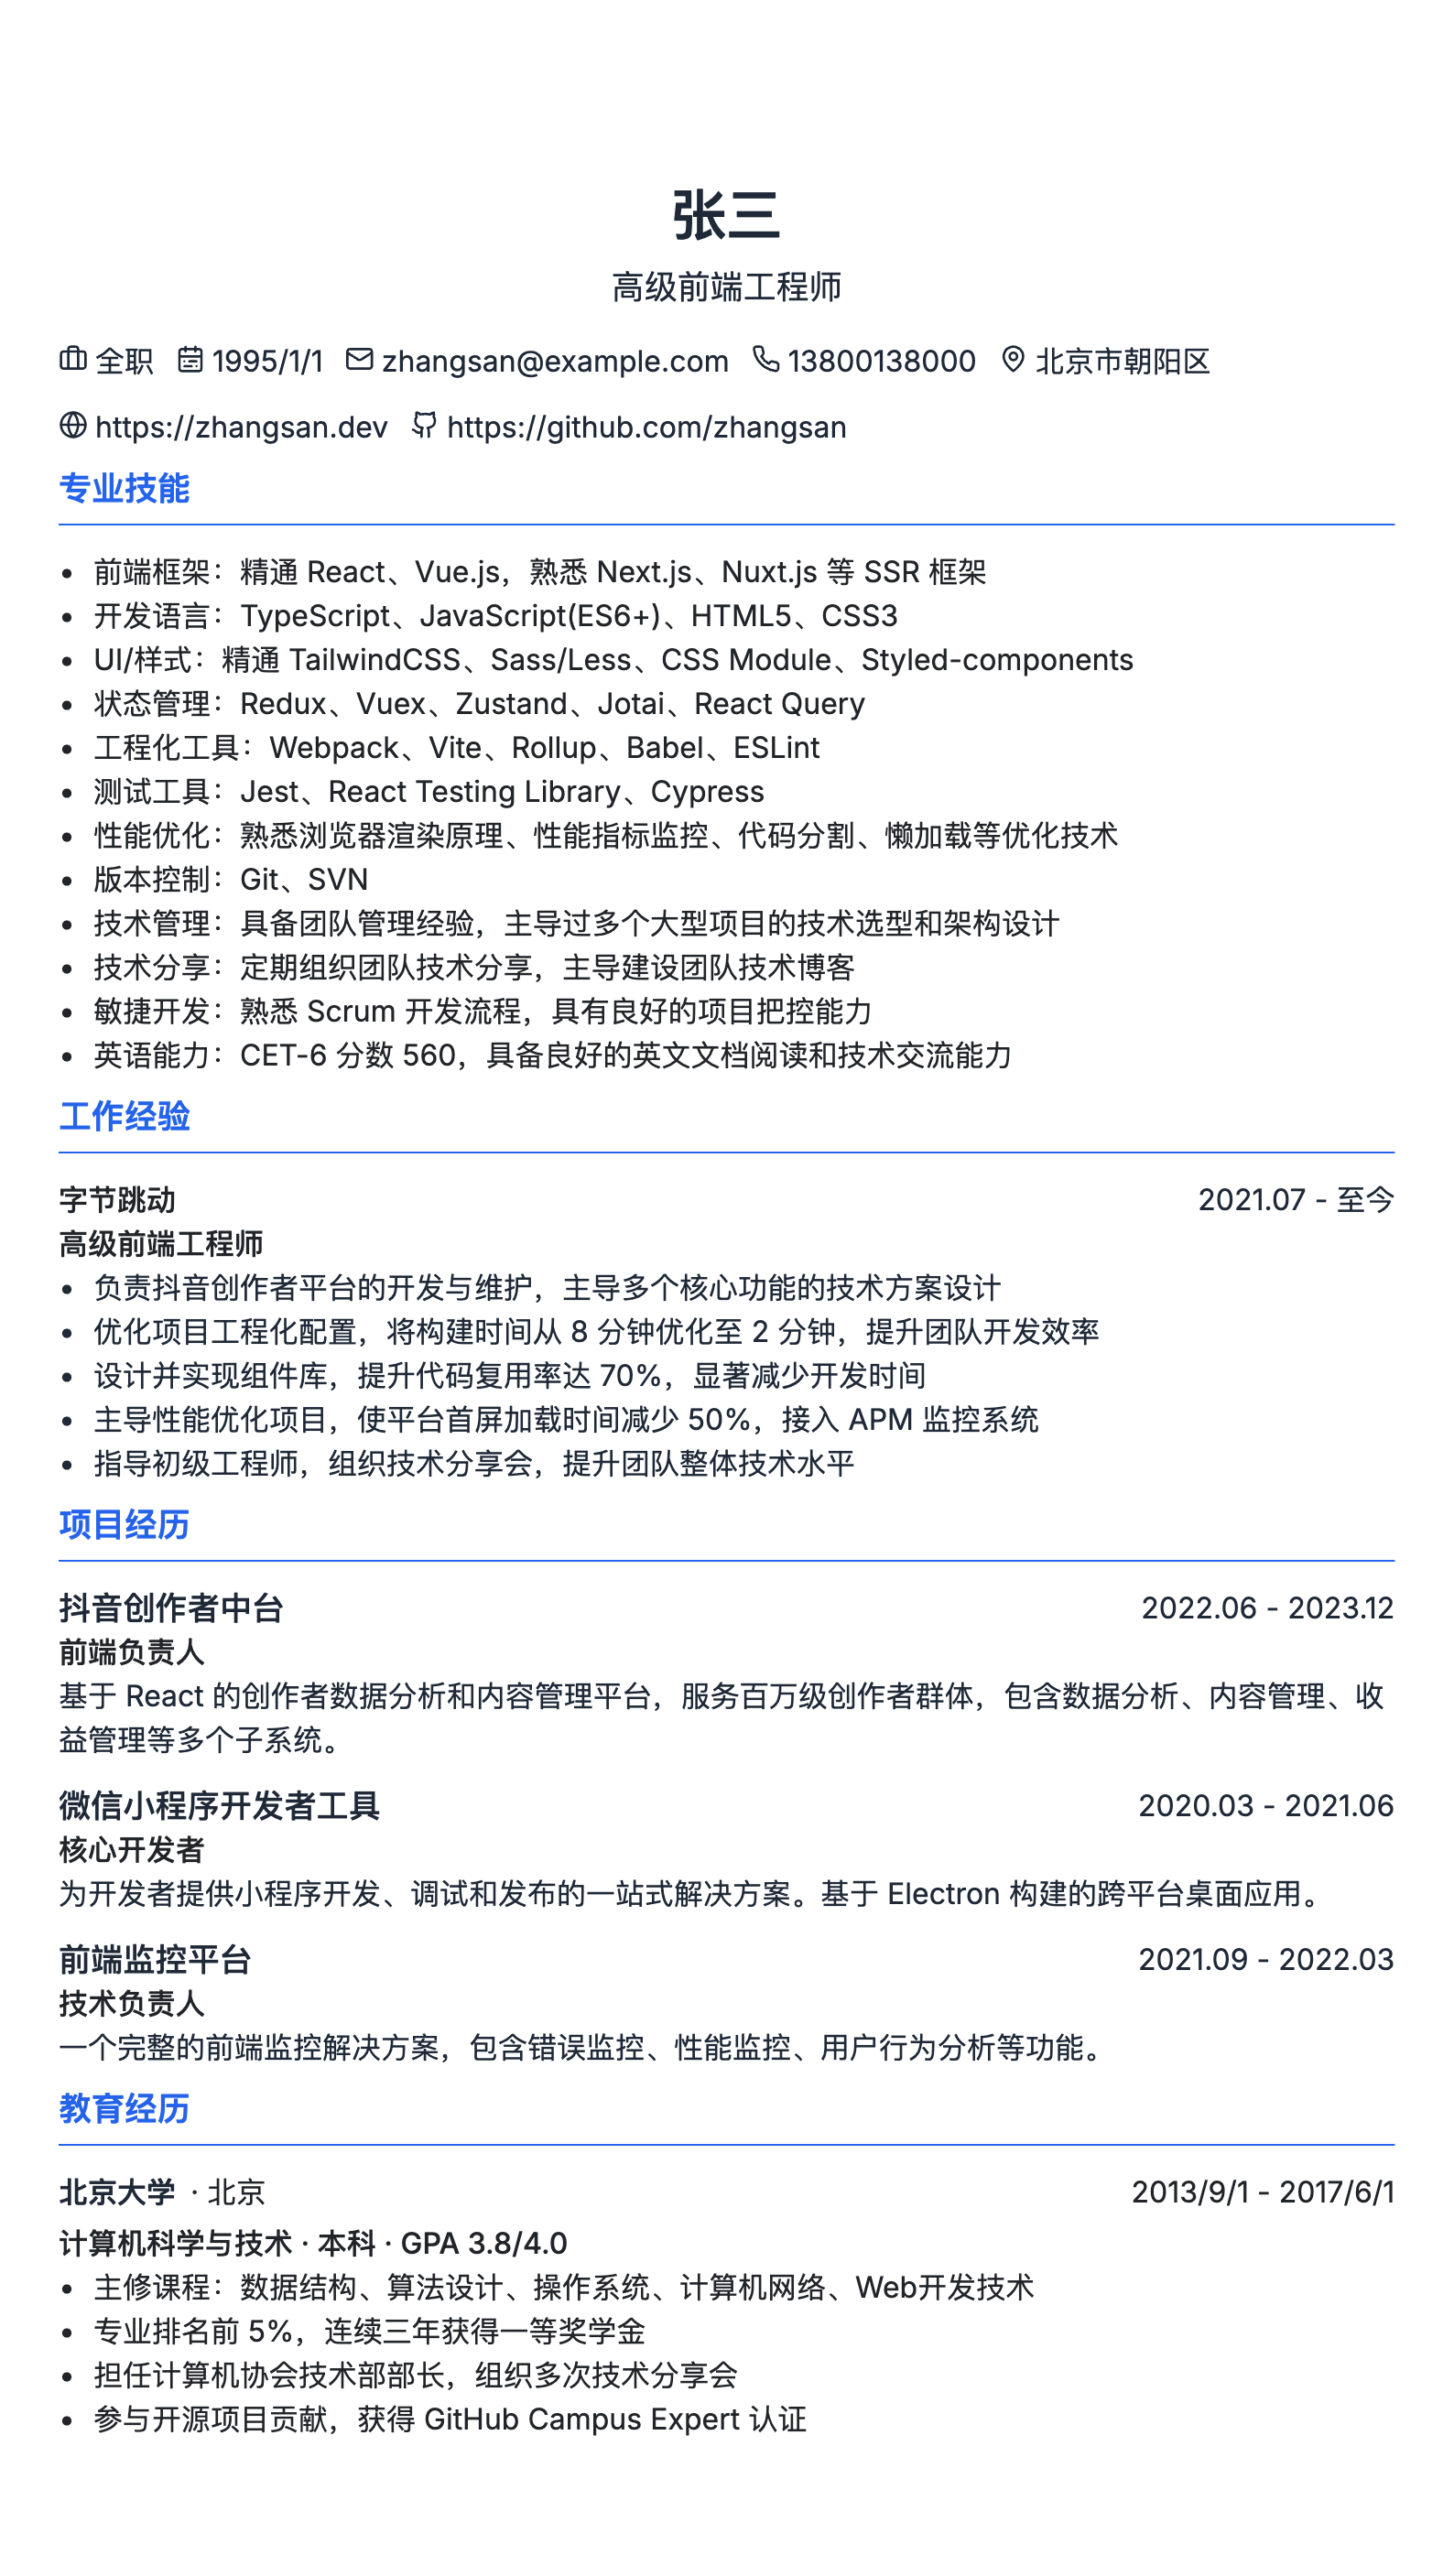 张三
高级前端工程师
全职 1995/1/1 zhangsan@example.com 13800138000 北京市朝阳区
https://zhangsan.dev https://github.com/zhangsan
专业技能
• 前端框架：精通 React、Vue.js，熟悉 Next.js、Nuxt.js 等 SSR 框架
• 开发语言：TypeScript、JavaScript(ES6+)、HTML5、CSS3
• UI/样式：精通 TailwindCSS、Sass/Less、CSS Module、Styled-components
• 状态管理：Redux、Vuex、Zustand、Jotai、React Query
• 工程化工具：Webpack、Vite、Rollup、Babel、ESLint
• 测试工具：Jest、React Testing Library、Cypress
• 性能优化：熟悉浏览器渲染原理、性能指标监控、代码分割、懒加载等优化技术
• 版本控制：Git、SVN
• 技术管理：具备团队管理经验，主导过多个大型项目的技术选型和架构设计
• 技术分享：定期组织团队技术分享，主导建设团队技术博客
• 敏捷开发：熟悉 Scrum 开发流程，具有良好的项目把控能力
• 英语能力：CET-6 分数 560，具备良好的英文文档阅读和技术交流能力
工作经验
字节跳动 2021.07 - 至今
高级前端工程师
• 负责抖音创作者平台的开发与维护，主导多个核心功能的技术方案设计
• 优化项目工程化配置，将构建时间从 8 分钟优化至 2 分钟，提升团队开发效率
• 设计并实现组件库，提升代码复用率达 70%，显著减少开发时间
• 主导性能优化项目，使平台首屏加载时间减少 50%，接入 APM 监控系统
• 指导初级工程师，组织技术分享会，提升团队整体技术水平
项目经历
抖音创作者中台 2022.06 - 2023.12
前端负责人
基于 React 的创作者数据分析和内容管理平台，服务百万级创作者群体，包含数据分析、内容管理、收
益管理等多个子系统。
微信小程序开发者工具 2020.03 - 2021.06
核心开发者
为开发者提供小程序开发、调试和发布的一站式解决方案。基于 Electron 构建的跨平台桌面应用。
前端监控平台 2021.09 - 2022.03
技术负责人
一个完整的前端监控解决方案，包含错误监控、性能监控、用户行为分析等功能。
教育经历
北京大学 · 北京 2013/9/1 - 2017/6/1
计算机科学与技术 · 本科 · GPA 3.8/4.0
• 主修课程：数据结构、算法设计、操作系统、计算机网络、Web开发技术
• 专业排名前 5%，连续三年获得一等奖学金
• 担任计算机协会技术部部长，组织多次技术分享会
• 参与开源项目贡献，获得 GitHub Campus Expert 认证